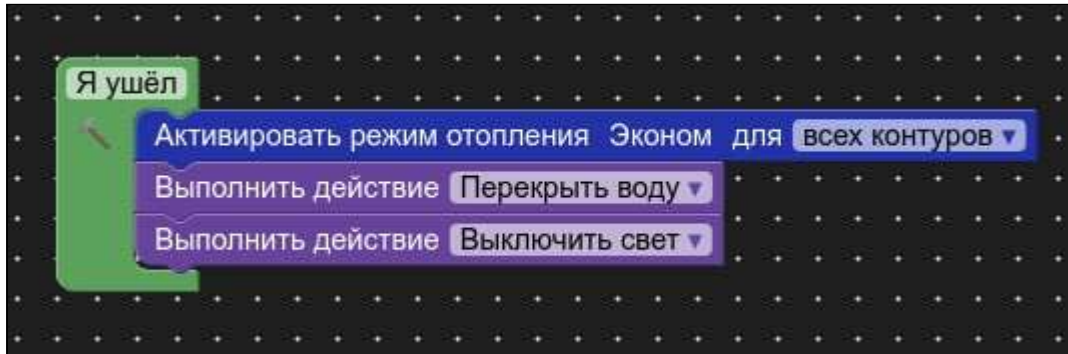 Я ушёл
Активировать режим отопления Эконом для всех контуров
Выполнить действие Перекрыть воду
Выполнить действие Выключить свет